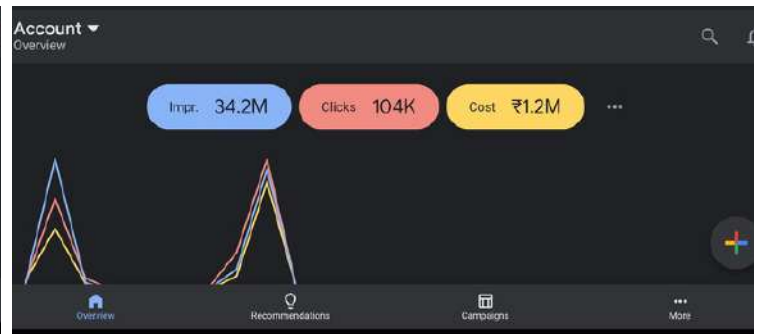 Account
Overview
Impr. 34.2M Clicks 104K Cost ₹1.2M
Overview Recommendations Campaigns More